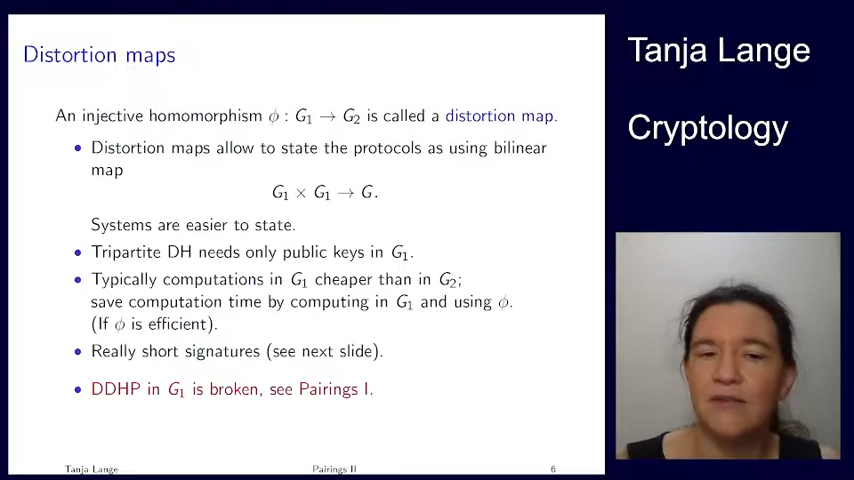 Distortion maps
An injective homomorphism ϕ : G₁ → G₂ is called a distortion map.
• Distortion maps allow to state the protocols as using bilinear
map
G₁ × G₁ → G.
Systems are easier to state.
• Tripartite DH needs only public keys in G₁.
• Typically computations in G₁ cheaper than in G₂;
save computation time by computing in G₁ and using ϕ.
(If ϕ is efficient).
• Really short signatures (see next slide).
• DDHP in G₁ is broken, see Pairings I.
Tanja Lange Pairings II 6
Tanja Lange
Cryptology